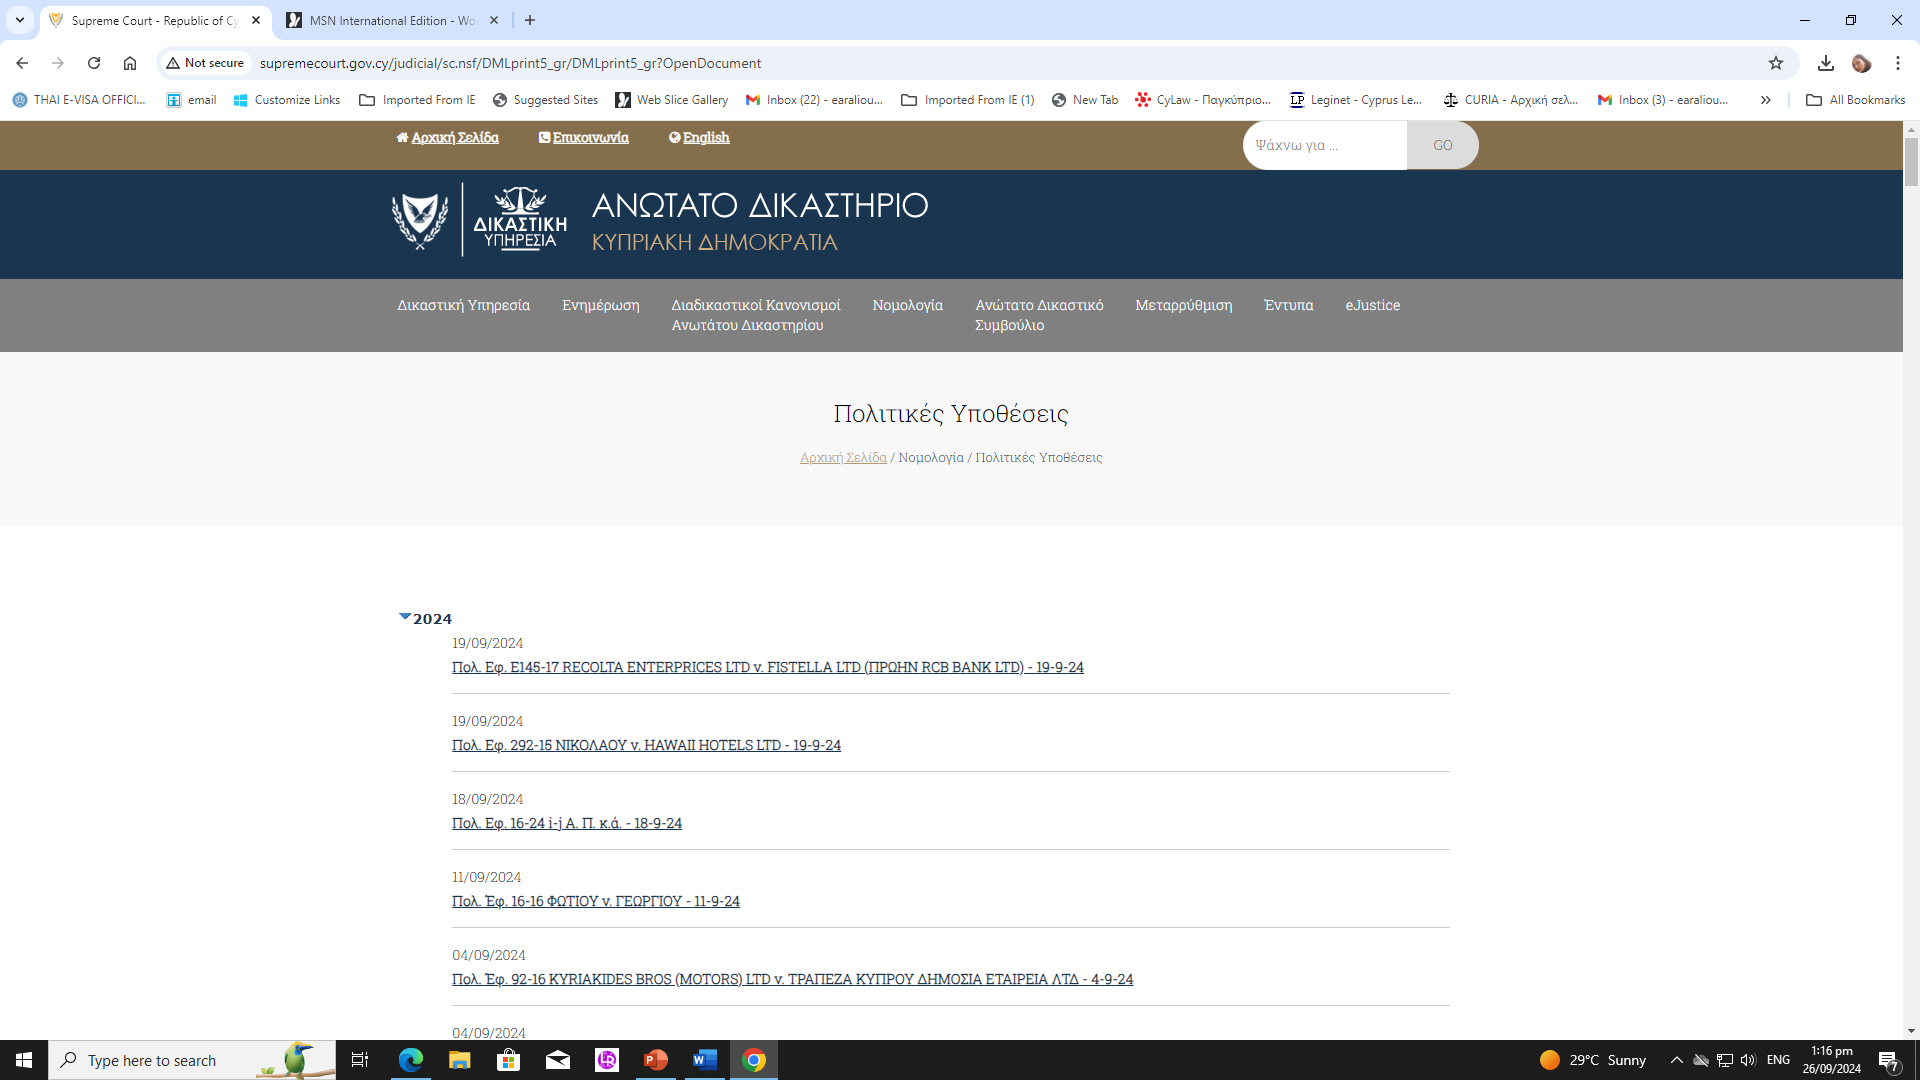 Supreme Court - Republic of Cy
MSN International Edition - Wo
Not secure
supremecourt.gov.cy/judicial/sc.nsf/DMLprint5_gr/DMLprint5_gr?OpenDocument
THAI E-VISA OFFICI...
email
Customize Links
Imported From IE
Suggested Sites
Web Slice Gallery
Inbox (22) - earaliou...
Imported From IE (1)
New Tab
CyLaw - Παγκύπριο...
Leginet - Cyprus Le...
CURIA - Αρχική σελ...
Inbox (3) - earaliou...
All Bookmarks
Αρχική Σελίδα
Επικοινωνία
English
Ψάχνω για ...
GO
ΔΙΚΑΣΤΙΚΗ
ΥΠΗΡΕΣΙΑ
ΑΝΩΤΑΤΟ ΔΙΚΑΣΤΗΡΙΟ
ΚΥΠΡΙΑΚΗ ΔΗΜΟΚΡΑΤΙΑ
Δικαστική Υπηρεσία
Ενημέρωση
Διαδικαστικοί Κανονισμοί
Ανωτάτου Δικαστηρίου
Νομολογία
Ανώτατο Δικαστικό
Συμβούλιο
Μεταρρύθμιση
Έντυπα
eJustice
Πολιτικές Υποθέσεις
Αρχική Σελίδα / Νομολογία / Πολιτικές Υποθέσεις
2024
19/09/2024
Πολ. Εφ. Ε145-17 RECOLTA ENTERPRICES LTD v. FISTELLA LTD (ΠΡΩΗΝ RCB BANK LTD) - 19-9-24
19/09/2024
Πολ. Εφ. 292-15 ΝΙΚΟΛΑΟΥ v. HAWAII HOTELS LTD - 19-9-24
18/09/2024
Πολ. Εφ. 16-24 i-j Α. Π. κ.ά. - 18-9-24
11/09/2024
Πολ. Έφ. 16-16 ΦΩΤΙΟΥ v. ΓΕΩΡΓΙΟΥ - 11-9-24
04/09/2024
Πολ. Έφ. 92-16 KYRIAKIDES BROS (MOTORS) LTD v. ΤΡΑΠΕΖΑ ΚΥΠΡΟΥ ΔΗΜΟΣΙΑ ΕΤΑΙΡΕΙΑ ΛΤΔ - 4-9-24
04/09/2024
Type here to search
29°C Sunny
ENG
1:16 pm
26/09/2024
7